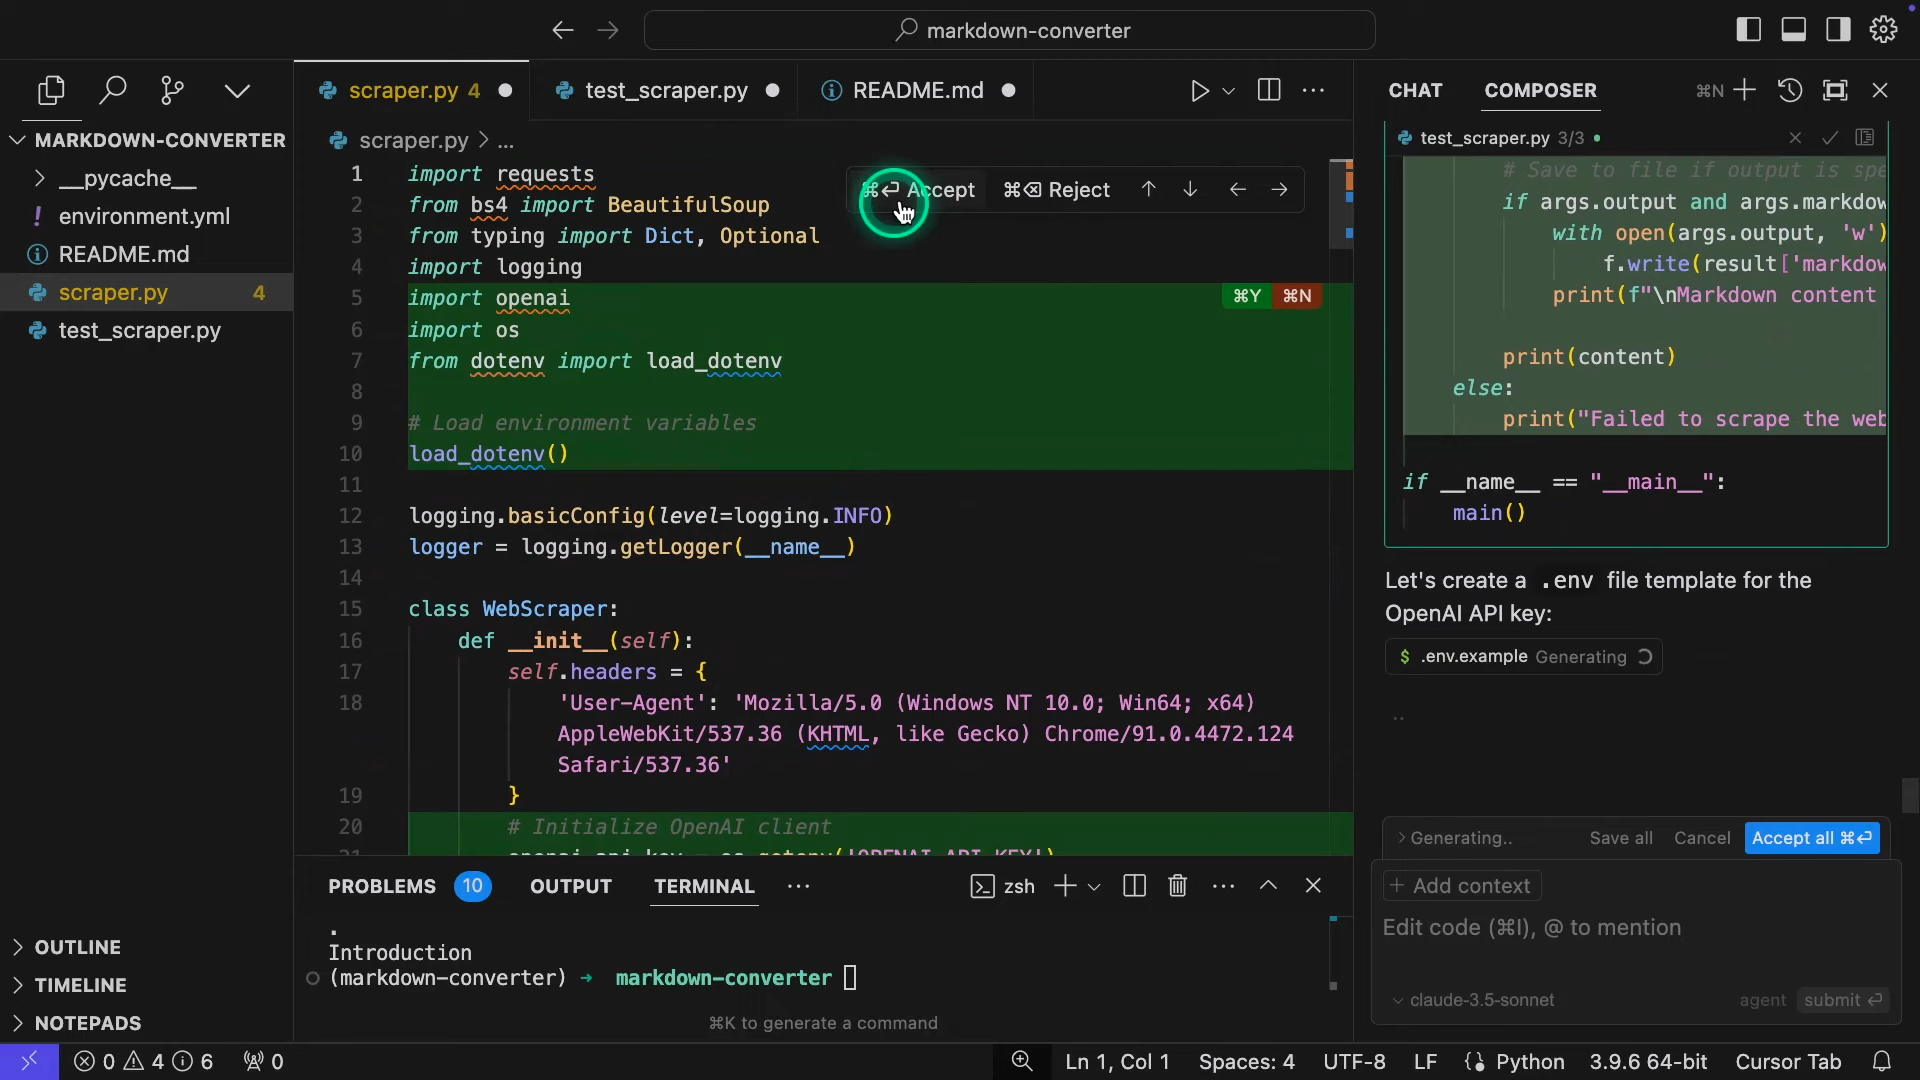 markdown-converter
MARKDOWN-CONVERTER
__pycache__
! environment.yml
README.md
scraper.py 4
test_scraper.py
OUTLINE
TIMELINE
NOTEPADS
scraper.py 4
test_scraper.py
README.md
scraper.py > ...
⌘⏎ Accept ⌘⌫ Reject ↑ ↓ ← →
1 import requests
2 from bs4 import BeautifulSoup
3 from typing import Dict, Optional
4 import logging
5 import openai
⌘Y ⌘N
6 import os
7 from dotenv import load_dotenv
8
9 # Load environment variables
10 load_dotenv()
11
12 logging.basicConfig(level=logging.INFO)
13 logger = logging.getLogger(__name__)
14
15 class WebScraper:
16 def __init__(self):
17 self.headers = {
18 'User-Agent': 'Mozilla/5.0 (Windows NT 10.0; Win64; x64)
AppleWebKit/537.36 (KHTML, like Gecko) Chrome/91.0.4472.124
Safari/537.36'
19 }
20 # Initialize OpenAI client
PROBLEMS 10 OUTPUT TERMINAL ...
zsh
.
Introduction
(markdown-converter) → markdown-converter
⌘K to generate a command
CHAT COMPOSER ⌘N
test_scraper.py 3/3
# Save to file if output is spe
if args.output and args.markdow
with open(args.output, 'w')
f.write(result['markdow
print(f"\nMarkdown content
print(content)
else:
print("Failed to scrape the web
if __name__ == "__main__":
main()
Let's create a .env file template for the
OpenAI API key:
$ .env.example Generating
..
> Generating.. Save all Cancel Accept all ⌘⏎
+ Add context
Edit code (⌘I), @ to mention
claude-3.5-sonnet agent submit ⏎
0 4 6 0 Ln 1, Col 1 Spaces: 4 UTF-8 LF Python 3.9.6 64-bit Cursor Tab